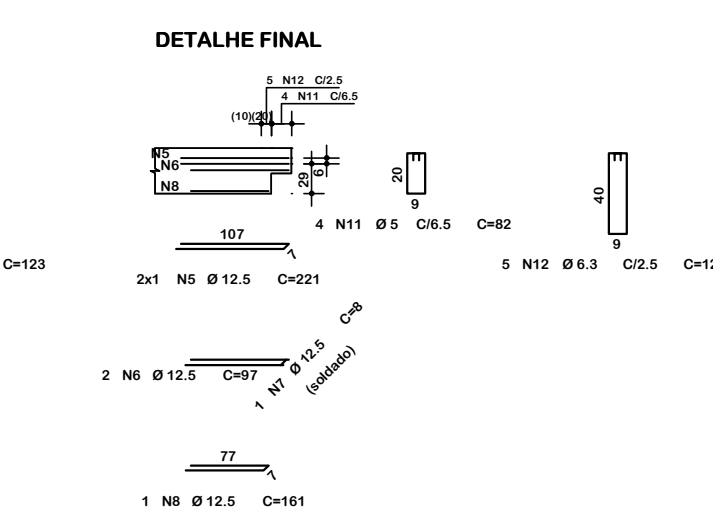 DETALHE FINAL
5 N12 C/2.5
4 N11 C/6.5
(10)(20)
N5
N6
N8
29
6
20
9
40
9
4 N11 Ø 5 C/6.5 C=82
C=123
5 N12 Ø 6.3 C/2.5
107
7
2x1 N5 Ø 12.5 C=221
2 N6 Ø 12.5 C=97
1 N7 Ø 12.5 C=8
(soldado)
77
7
1 N8 Ø 12.5 C=161